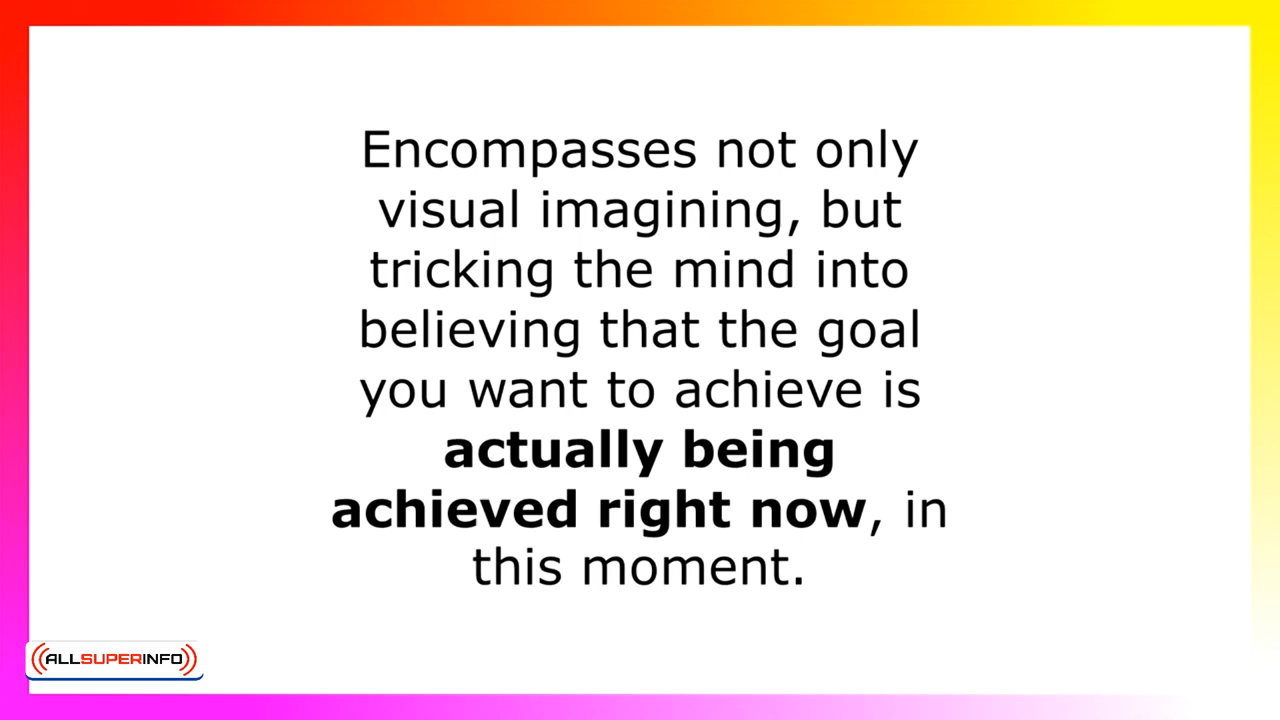 Encompasses not only
visual imagining, but
tricking the mind into
believing that the goal
you want to achieve is
actually being
achieved right now, in
this moment.
ALLSUPERINFO